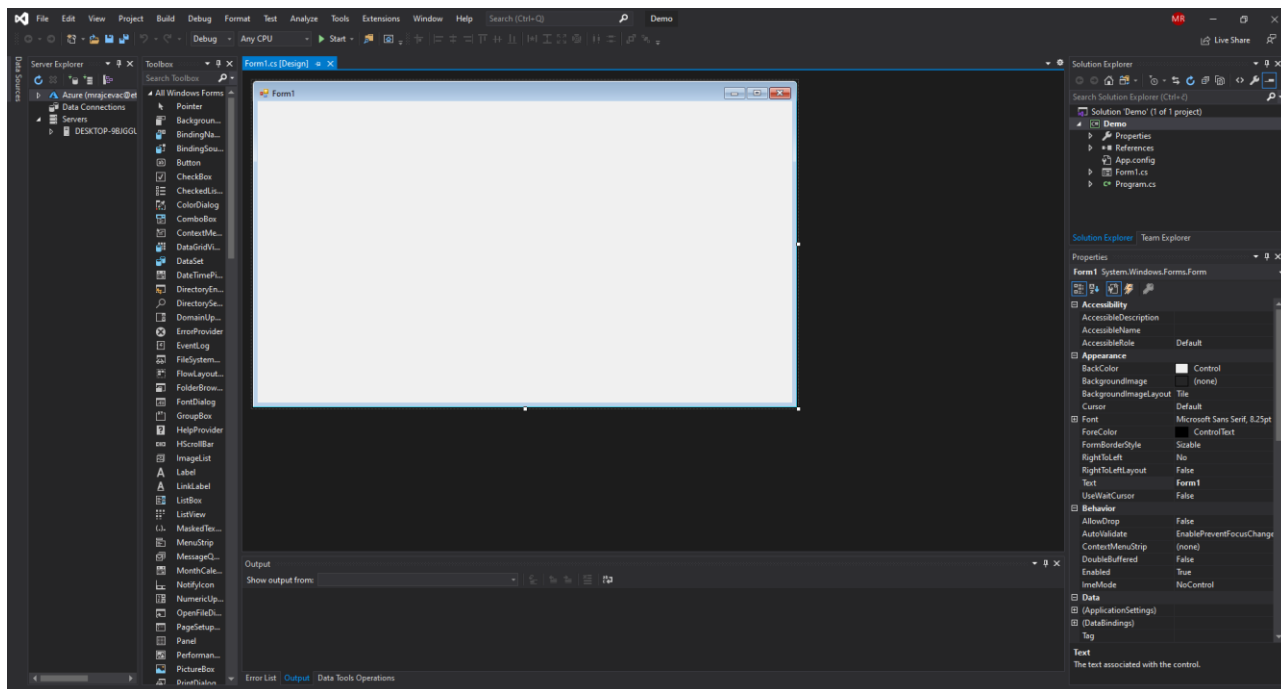 File Edit View Project Build Debug Format Test Analyze Tools Extensions Window Help Search (Ctrl+Q) Demo MR
Debug Any CPU Start Live Share
Data Sources
Server Explorer
Azure (mrajcevac@et
Data Connections
Servers
DESKTOP-9BJGGL
Toolbox
Search Toolbox
All Windows Forms
Pointer
Backgroun...
BindingNa...
BindingSou...
Button
CheckBox
CheckedLis...
ColorDialog
ComboBox
ContextMe...
DataGridVi...
DataSet
DateTimePi...
DirectoryEn...
DirectorySe...
DomainUp...
ErrorProvider
EventLog
FileSystem...
FlowLayout...
FolderBrow...
FontDialog
GroupBox
HelpProvider
HScrollBar
ImageList
Label
LinkLabel
ListBox
ListView
MaskedTex...
MenuStrip
MessageQ...
MonthCale...
NotifyIcon
NumericUp...
OpenFileDi...
PageSetup...
Panel
Performan...
PictureBox
PrintDialog
Form1.cs [Design]
Form1
Output
Show output from:
Error List Output Data Tools Operations
Solution Explorer
Search Solution Explorer (Ctrl+č)
Solution 'Demo' (1 of 1 project)
Demo
Properties
References
App.config
Form1.cs
Program.cs
Solution Explorer Team Explorer
Properties
Form1 System.Windows.Forms.Form
Accessibility
AccessibleDescription
AccessibleName
AccessibleRole Default
Appearance
BackColor Control
BackgroundImage (none)
BackgroundImageLayout Tile
Cursor Default
Font Microsoft Sans Serif, 8.25pt
ForeColor ControlText
FormBorderStyle Sizable
RightToLeft No
RightToLeftLayout False
Text Form1
UseWaitCursor False
Behavior
AllowDrop False
AutoValidate EnablePreventFocusChange
ContextMenuStrip (none)
DoubleBuffered False
Enabled True
ImeMode NoControl
Data
(ApplicationSettings)
(DataBindings)
Tag
Text
The text associated with the control.